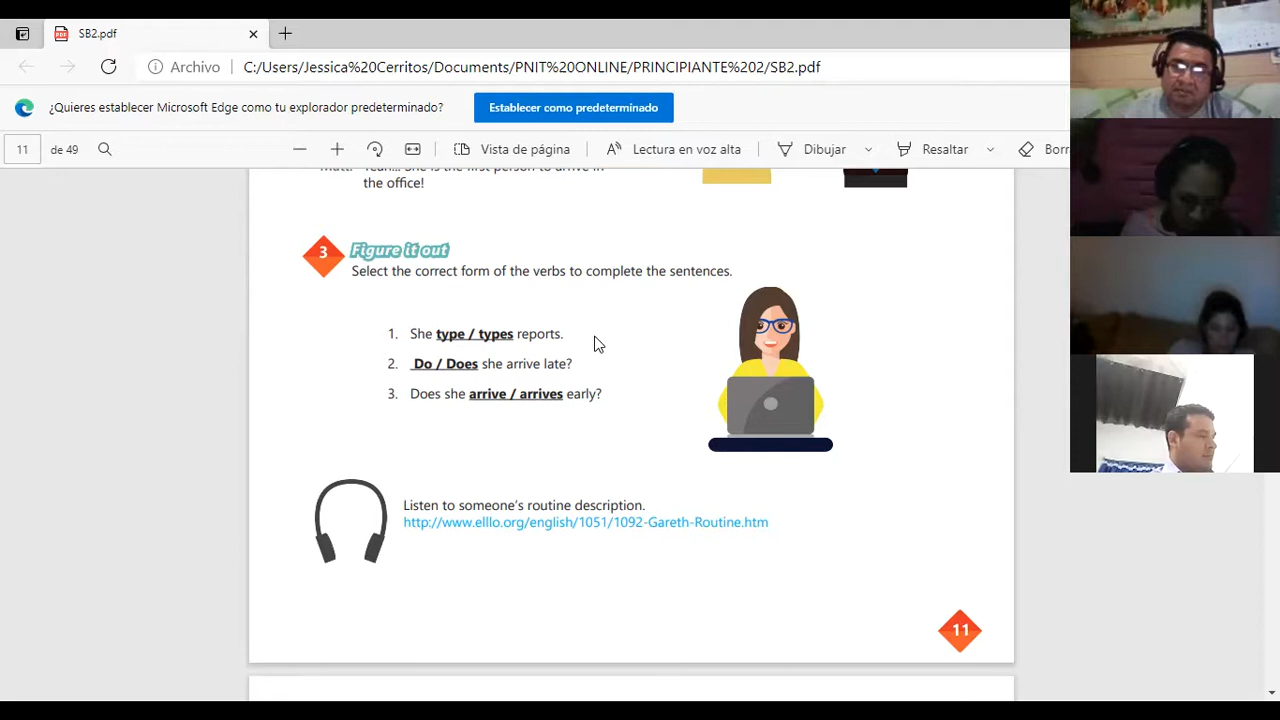 SB2.pdf
Archivo C:/Users/Jessica%20Cerritos/Documents/PNIT%20ONLINE/PRINCIPIANTE%202/SB2.pdf
¿Quieres establecer Microsoft Edge como tu explorador predeterminado? Establecer como predeterminado
11 de 49 Vista de página Lectura en voz alta Dibujar Resaltar Borr
the office!
3 Figure it out
Select the correct form of the verbs to complete the sentences.
1. She type / types reports.
2. Do / Does she arrive late?
3. Does she arrive / arrives early?
Listen to someone's routine description.
http://www.elllo.org/english/1051/1092-Gareth-Routine.htm
11